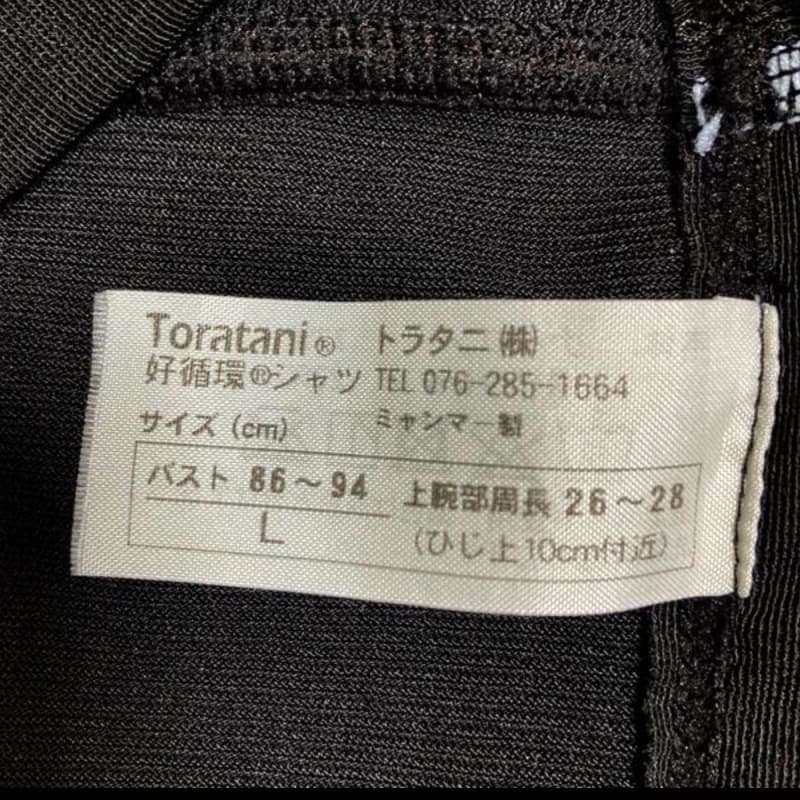 Toratani® トラタニ(株)
好循環®シャツ TEL 076-285-1664
サイズ(cm) ミャンマー製
バスト 86～94 上腕部周長 26～28
L (ひじ上10cm付近)